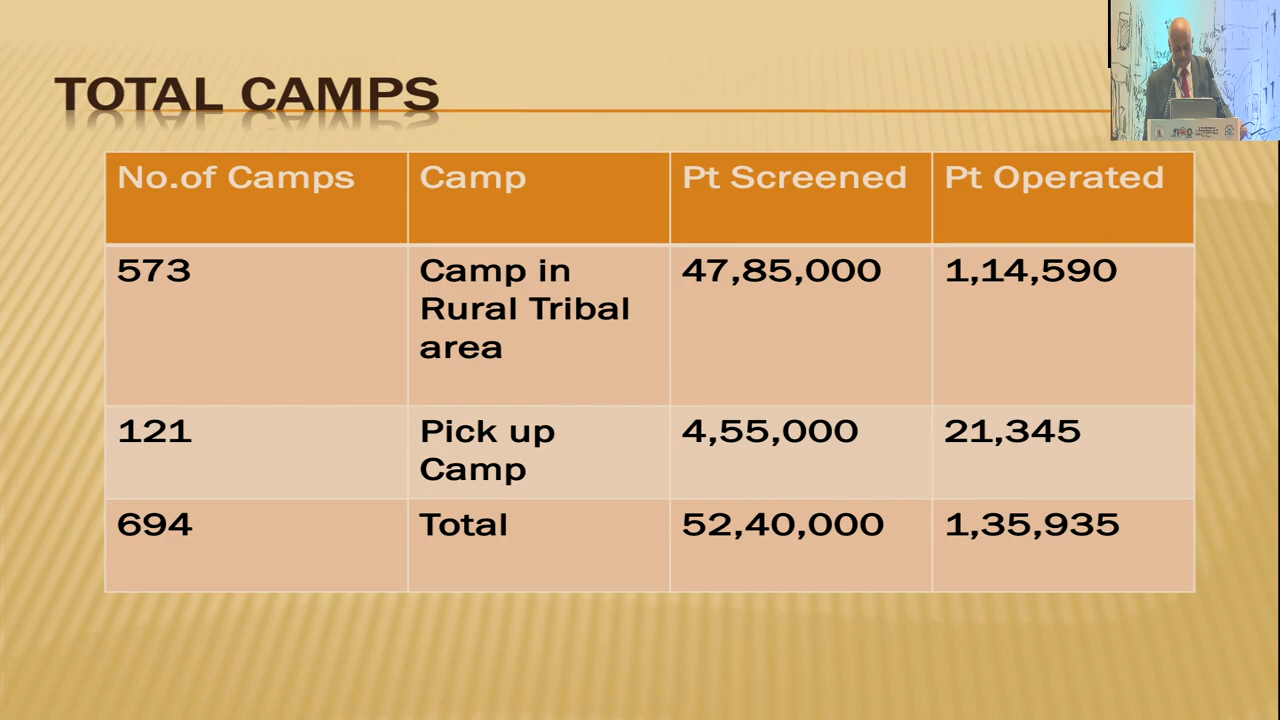 TOTAL CAMPS
No.of Camps Camp Pt Screened Pt Operated
573 Camp in 47,85,000 1,14,590
Rural Tribal
area
121 Pick up 4,55,000 21,345
Camp
694 Total 52,40,000 1,35,935